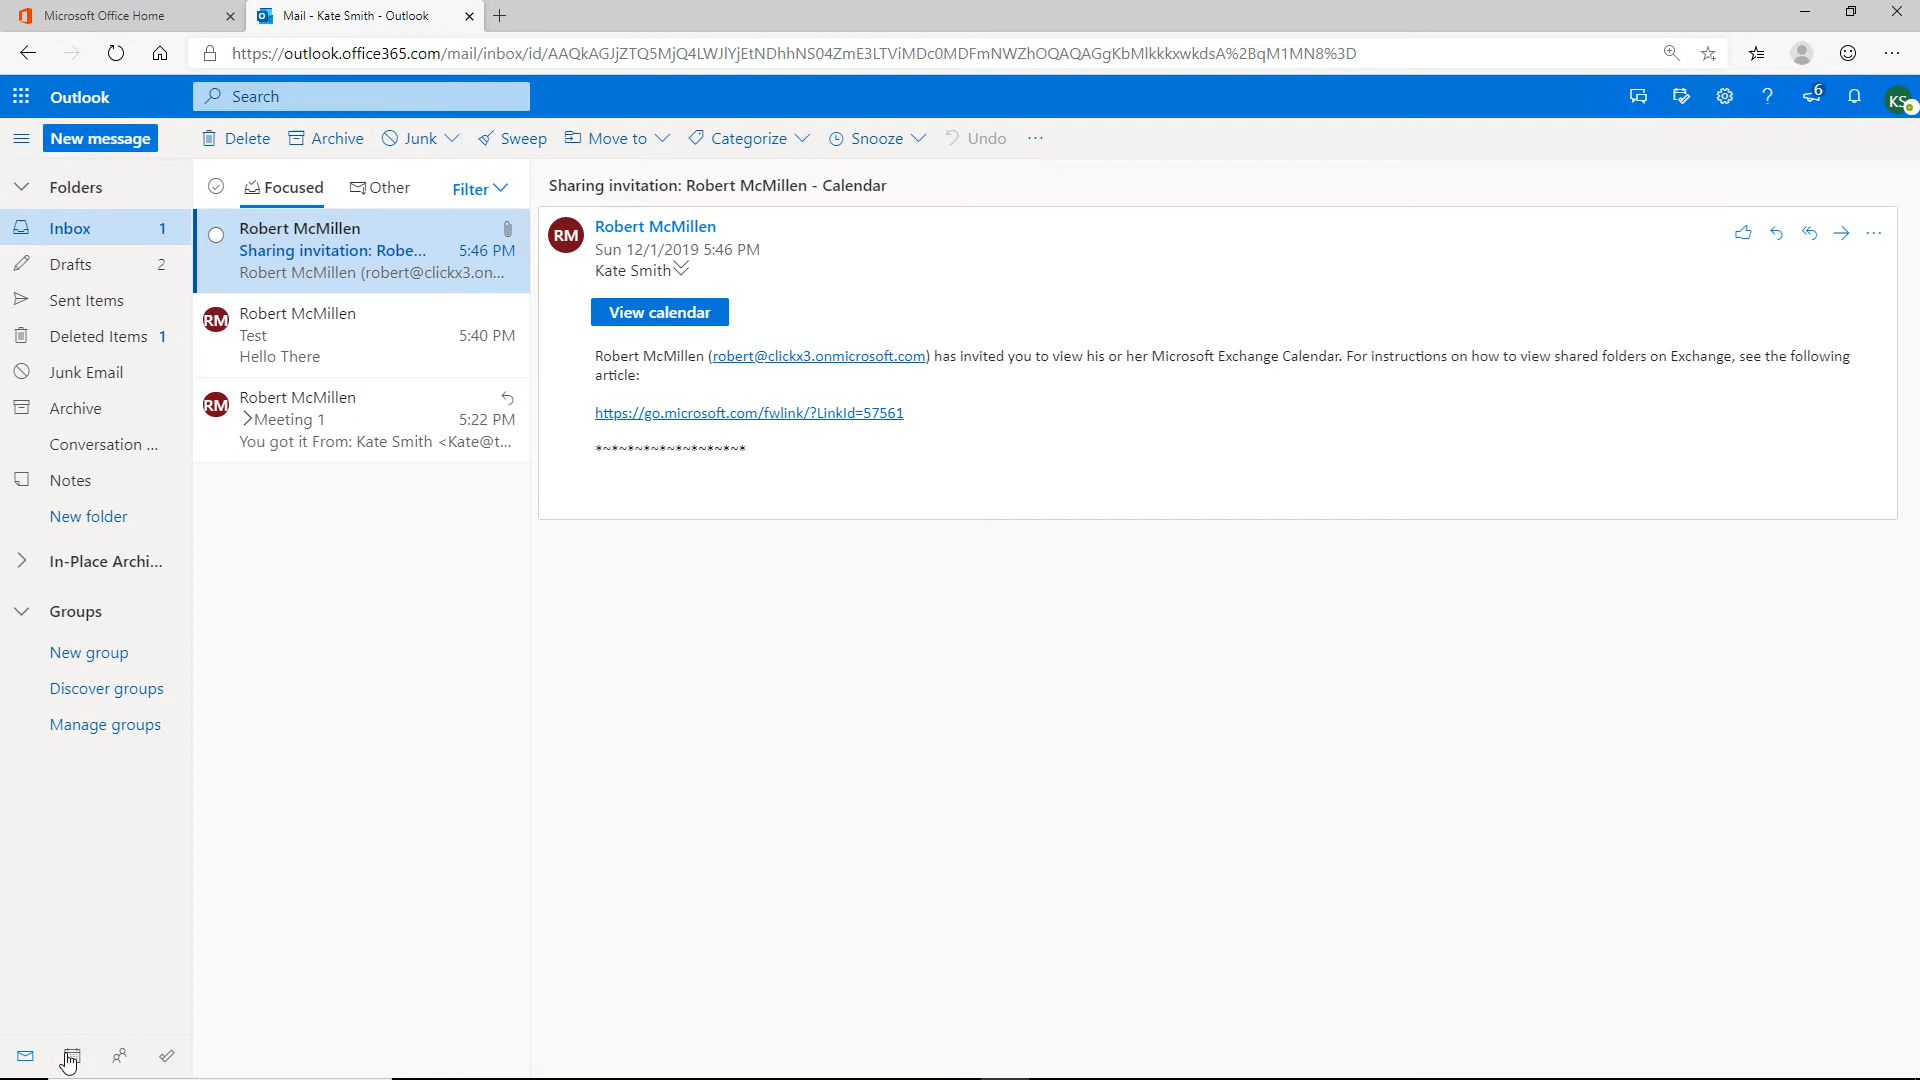 Microsoft Office Home
Mail - Kate Smith - Outlook
https://outlook.office365.com/mail/inbox/id/AAQkAGJjZTQ5MjQ4LWJlYjEtNDhhNS04ZmE3LTViMDc0MDFmNWZhOQAQAGgKbMlkkkxwkdsA%2BqM1MN8%3D
Outlook
Search
6
KS
New message
Delete
Archive
Junk
Sweep
Move to
Categorize
Snooze
Undo
Folders
Inbox 1
Drafts 2
Sent Items
Deleted Items 1
Junk Email
Archive
Conversation ...
Notes
New folder
In-Place Archi...
Groups
New group
Discover groups
Manage groups
Focused
Other
Filter
Robert McMillen
Sharing invitation: Robe... 5:46 PM
Robert McMillen (robert@clickx3.on...
RM
Robert McMillen
Test 5:40 PM
Hello There
RM
Robert McMillen
Meeting 1 5:22 PM
You got it From: Kate Smith <Kate@t...
Sharing invitation: Robert McMillen - Calendar
RM
Robert McMillen
Sun 12/1/2019 5:46 PM
Kate Smith
View calendar
Robert McMillen (robert@clickx3.onmicrosoft.com) has invited you to view his or her Microsoft Exchange Calendar. For instructions on how to view shared folders on Exchange, see the following
article:
https://go.microsoft.com/fwlink/?LinkId=57561
*~*~*~*~*~*~*~*~*~*